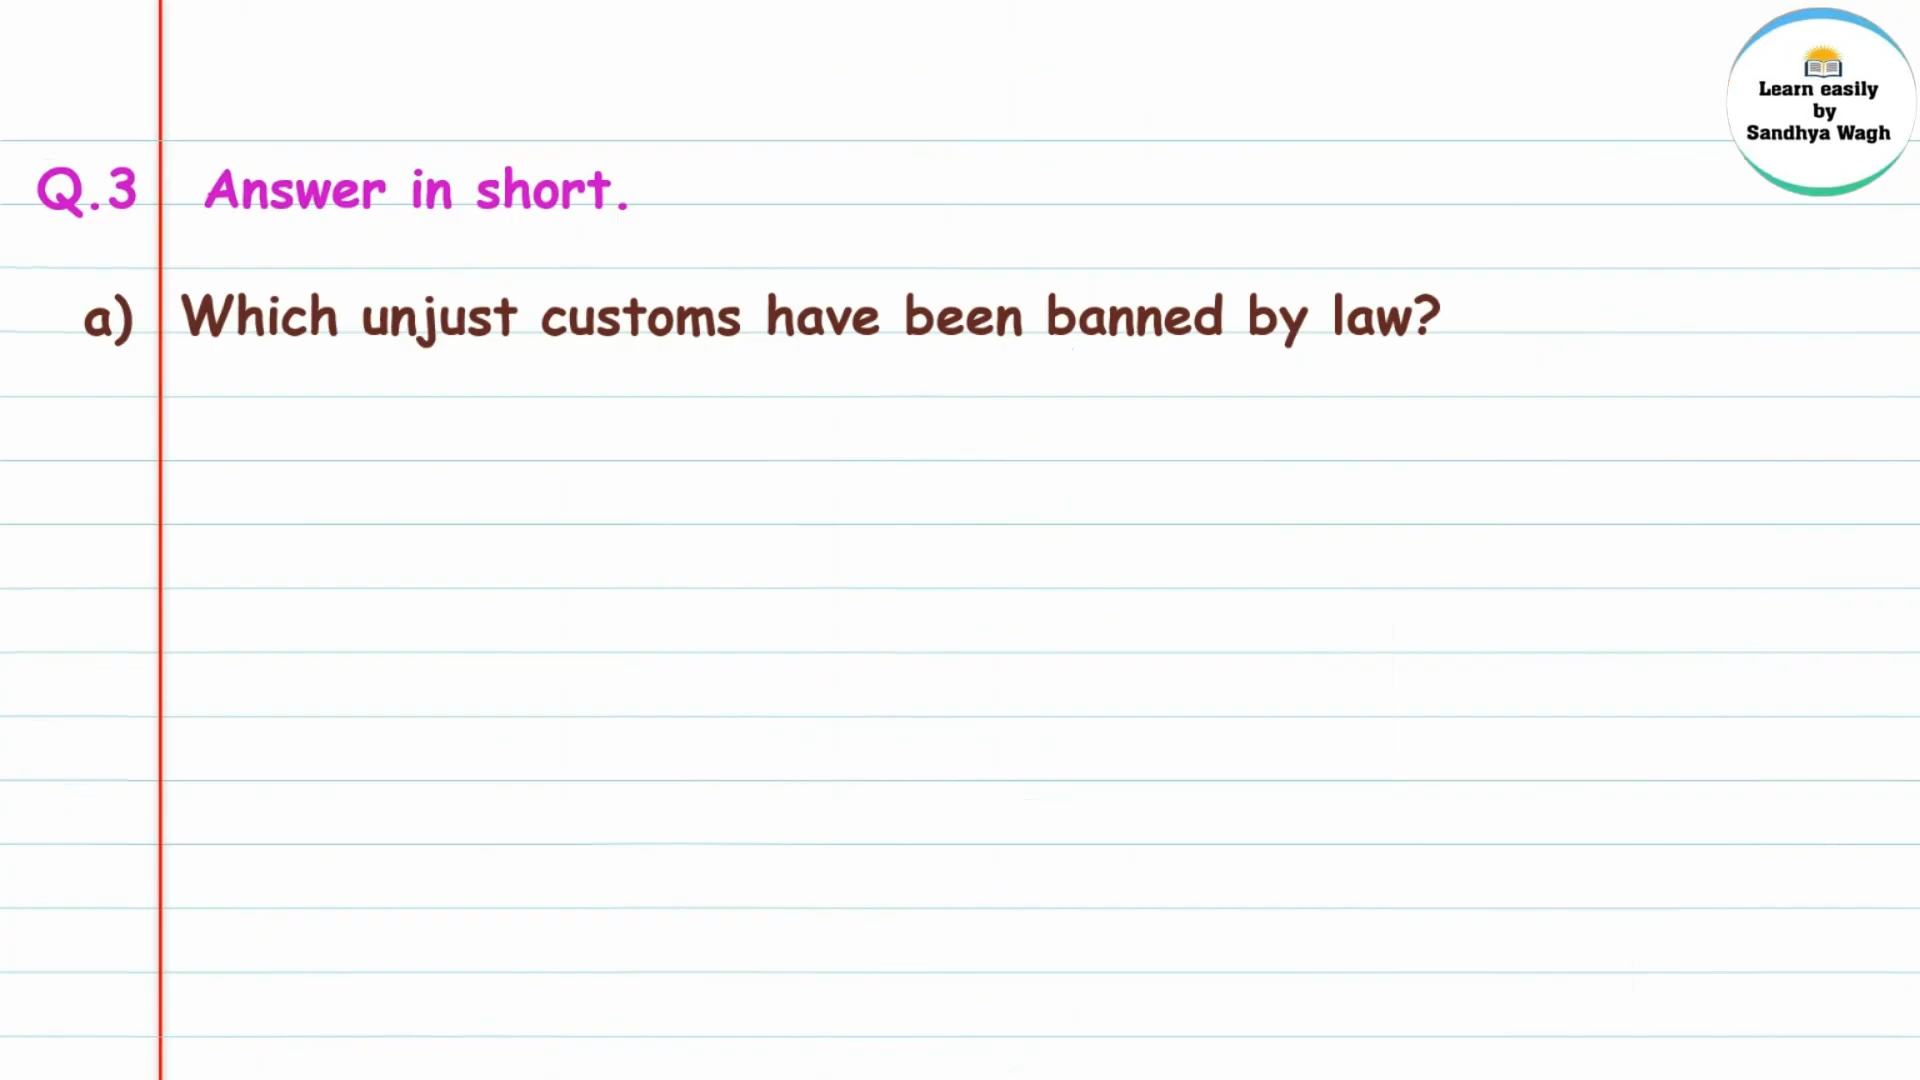 Learn easily
by
Sandhya Wagh
Q.3 Answer in short.
a) Which unjust customs have been banned by law?